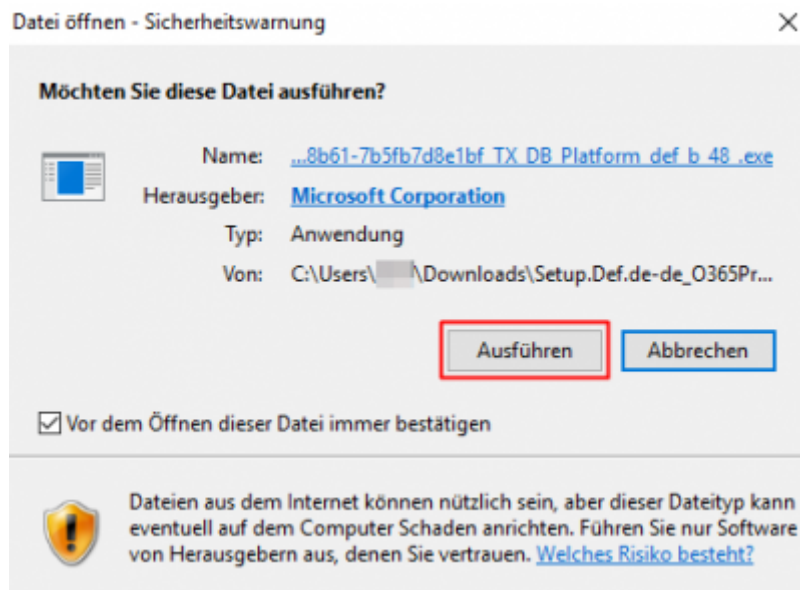 Datei öffnen - Sicherheitswarnung
Möchten Sie diese Datei ausführen?
Name: ...8b61-7b5fb7d8e1bf_TX_DB_Platform_def_b_48_.exe
Herausgeber: Microsoft Corporation
Typ: Anwendung
Von: C:\Users\ \Downloads\Setup.Def.de-de_O365Pr...
Ausführen Abbrechen
Vor dem Öffnen dieser Datei immer bestätigen
Dateien aus dem Internet können nützlich sein, aber dieser Dateityp kann
eventuell auf dem Computer Schaden anrichten. Führen Sie nur Software
von Herausgebern aus, denen Sie vertrauen. Welches Risiko besteht?